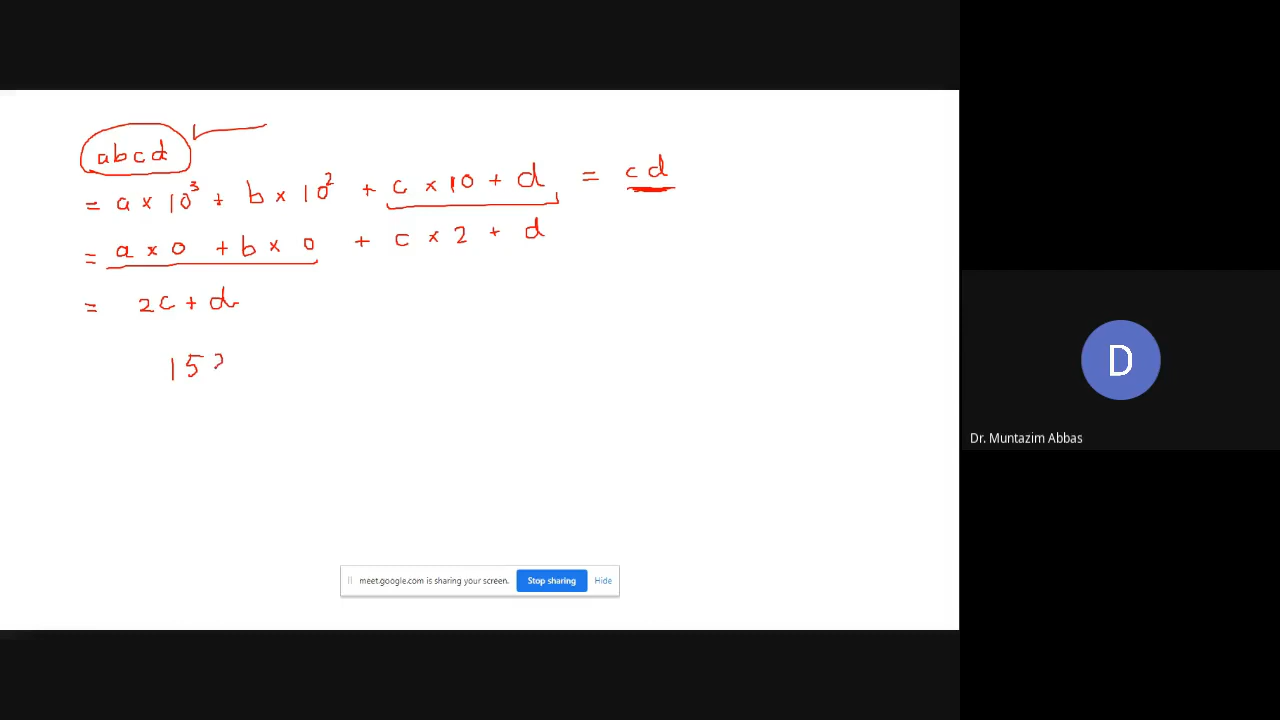 abcd
= a × 10³ + b × 10² + c × 10 + d = cd
= a × 0 + b × 0 + c × 2 + d
= 2c + d
15
D
Dr. Muntazim Abbas
meet.google.com is sharing your screen. Stop sharing Hide